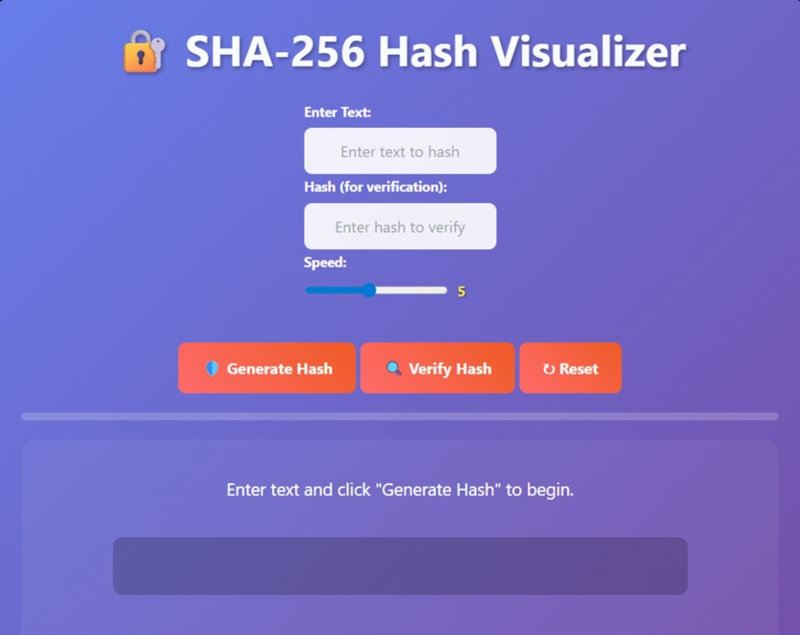 🔐 SHA-256 Hash Visualizer
Enter Text:
Enter text to hash
Hash (for verification):
Enter hash to verify
Speed:
5
🛡️ Generate Hash 🔍 Verify Hash ↻ Reset
Enter text and click "Generate Hash" to begin.